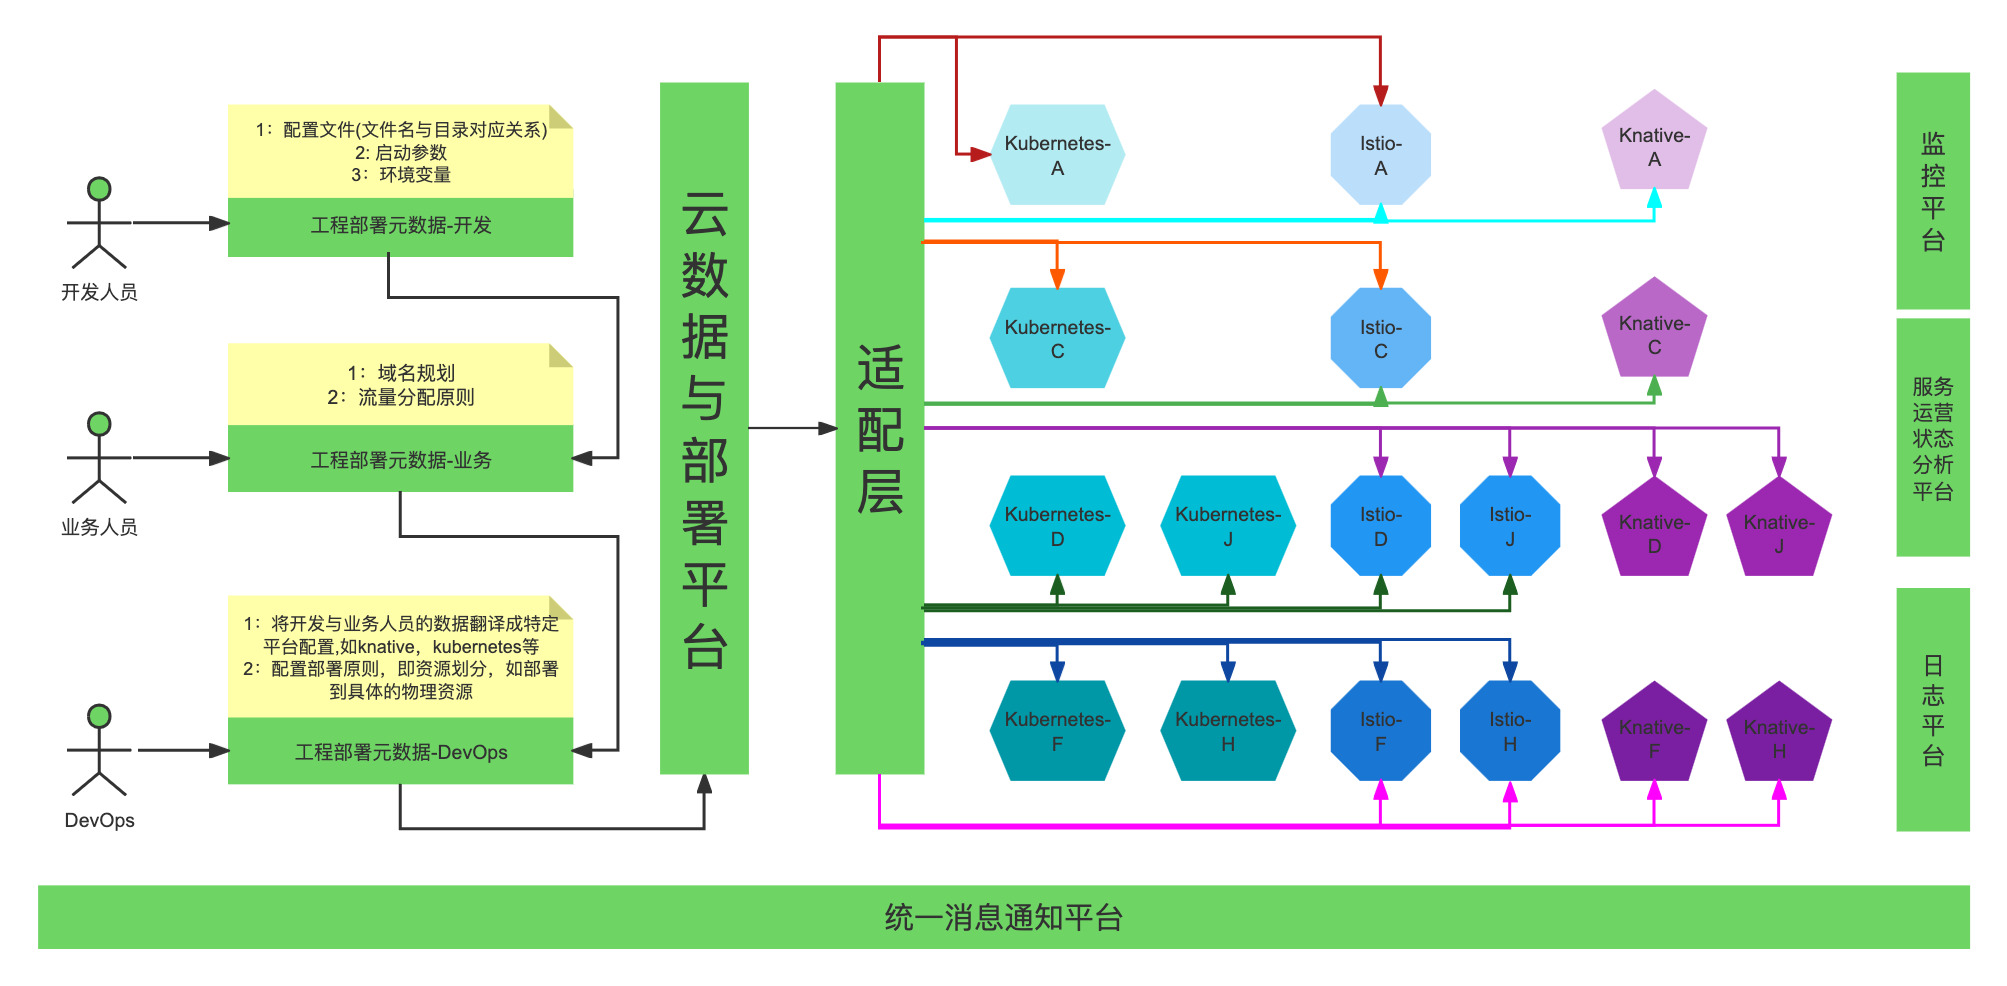 1：配置文件(文件名与目录对应关系)
2: 启动参数
3：环境变量
工程部署元数据-开发
开发人员
1：域名规划
2：流量分配原则
工程部署元数据-业务
业务人员
1：将开发与业务人员的数据翻译成特定
平台配置,如knative，kubernetes等
2：配置部署原则，即资源划分，如部署
到具体的物理资源
工程部署元数据-DevOps
DevOps
云
数
据
与
部
署
平
台
适
配
层
Kubernetes-
A
Istio-
A
Knative-
A
Kubernetes-
C
Istio-
C
Knative-
C
Kubernetes-
D
Kubernetes-
J
Istio-
D
Istio-
J
Knative-
D
Knative-
J
Kubernetes-
F
Kubernetes-
H
Istio-
F
Istio-
H
Knative-
F
Knative-
H
监
控
平
台
服务
运营
状态
分析
平台
日
志
平
台
统一消息通知平台